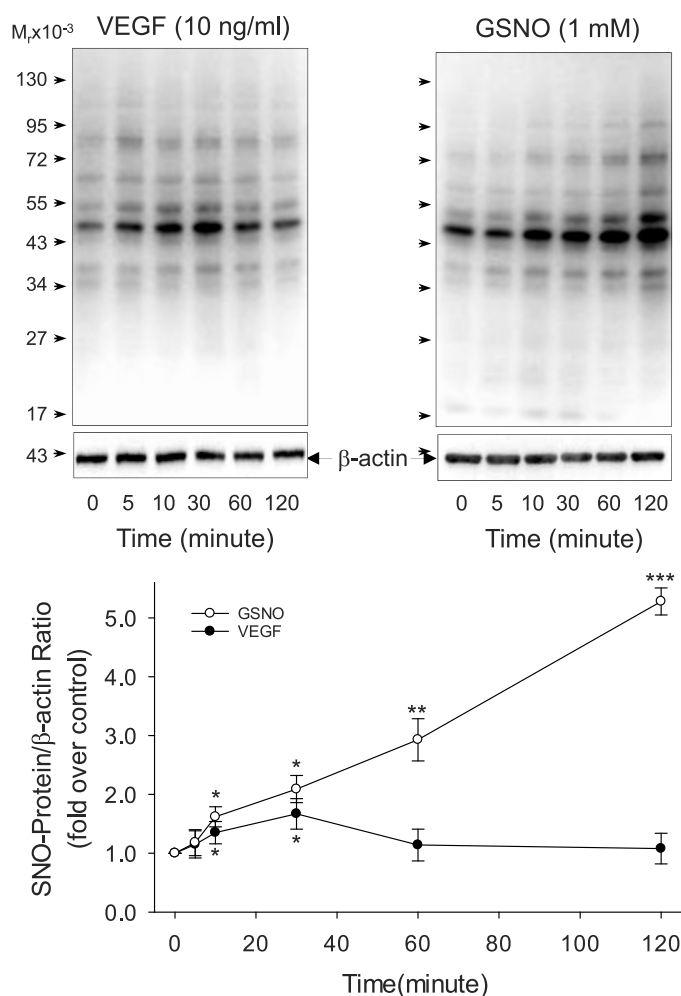 VEGF (10 ng/ml)
GSNO (1 mM)
Mrx10-3
130
95
72
55
43
34
27
17
43
β-actin
0 5 10 30 60 120
0 5 10 30 60 120
Time (minute)
Time (minute)
SNO-Protein/β-actin Ratio
(fold over control)
5.0
4.0
3.0
2.0
1.0
0.0
GSNO
VEGF
*
*
*
*
**
***
0 20 40 60 80 100 120
Time(minute)